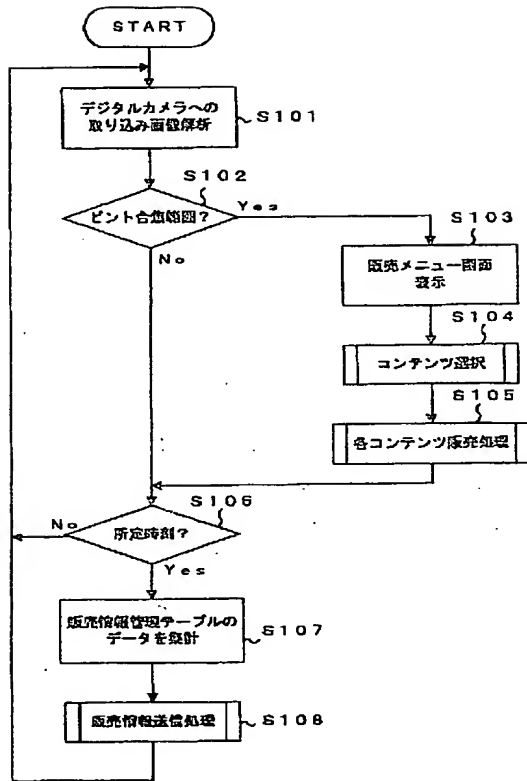 START
デジタルカメラへの
取り込み画像解析
S101
S102
ピント合焦範囲?
Yes
No
S103
販売メニュー画面
表示
S104
コンテンツ選択
S105
各コンテンツ販売処理
S106
No
所定時刻?
Yes
販売情報管理テーブルの
データを集計
S107
販売情報送信処理
S108